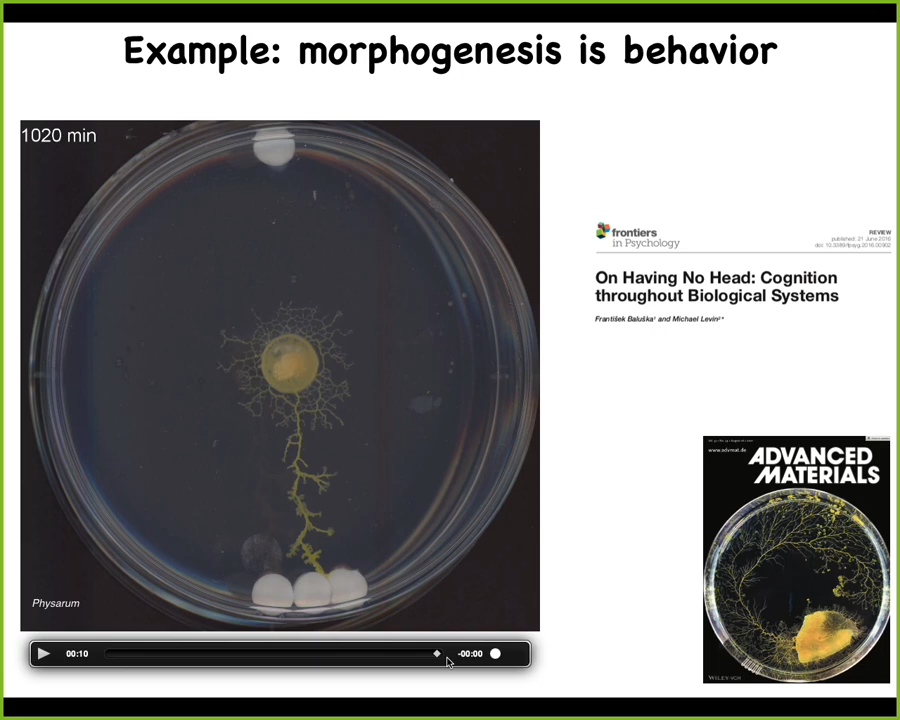 Example: morphogenesis is behavior
1020 min
Physarum
00:10
-00:00
frontiers
in Psychology
REVIEW
published: 21 June 2016
doi: 10.3389/fpsyg.2016.00902
On Having No Head: Cognition
throughout Biological Systems
František Baluška¹ and Michael Levin²*
www.advmat.de
ADVANCED
MATERIALS
WILEY-VCH